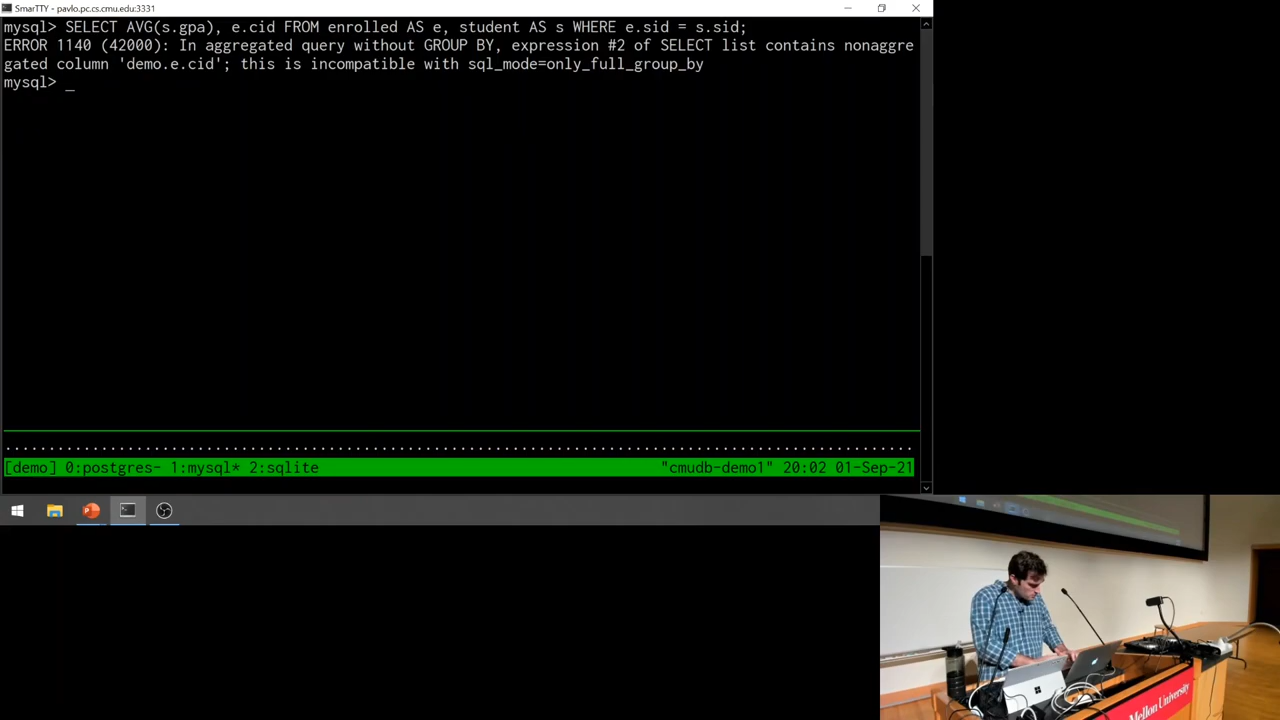 SmarTTY - pavlo.pc.cs.cmu.edu:3331
mysql> SELECT AVG(s.gpa), e.cid FROM enrolled AS e, student AS s WHERE e.sid = s.sid;
ERROR 1140 (42000): In aggregated query without GROUP BY, expression #2 of SELECT list contains nonaggre
gated column 'demo.e.cid'; this is incompatible with sql_mode=only_full_group_by
mysql> _
[demo] 0:postgres- 1:mysql* 2:sqlite "cmudb-demo1" 20:02 01-Sep-21
Mellon University